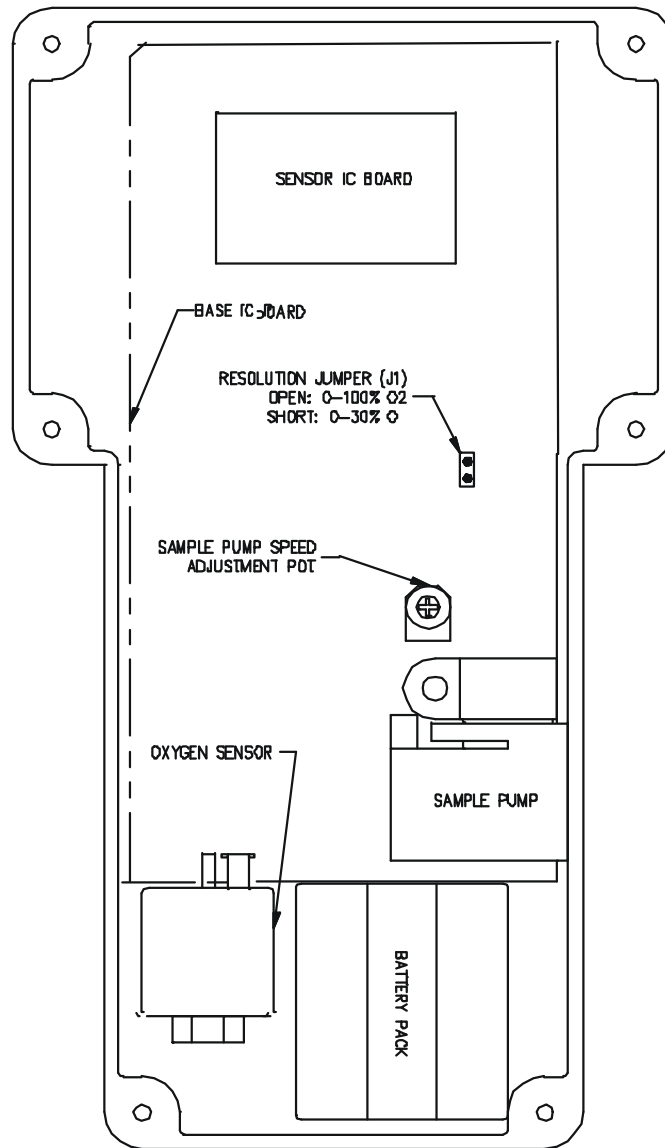 SENSOR IC BOARD
BASE IC BOARD
RESOLUTION JUMPER (J1)
OPEN: 0-100% O2
SHORT: 0-30% O
SAMPLE PUMP SPEED
ADJUSTMENT POT
OXYGEN SENSOR
SAMPLE PUMP
BATTERY PACK